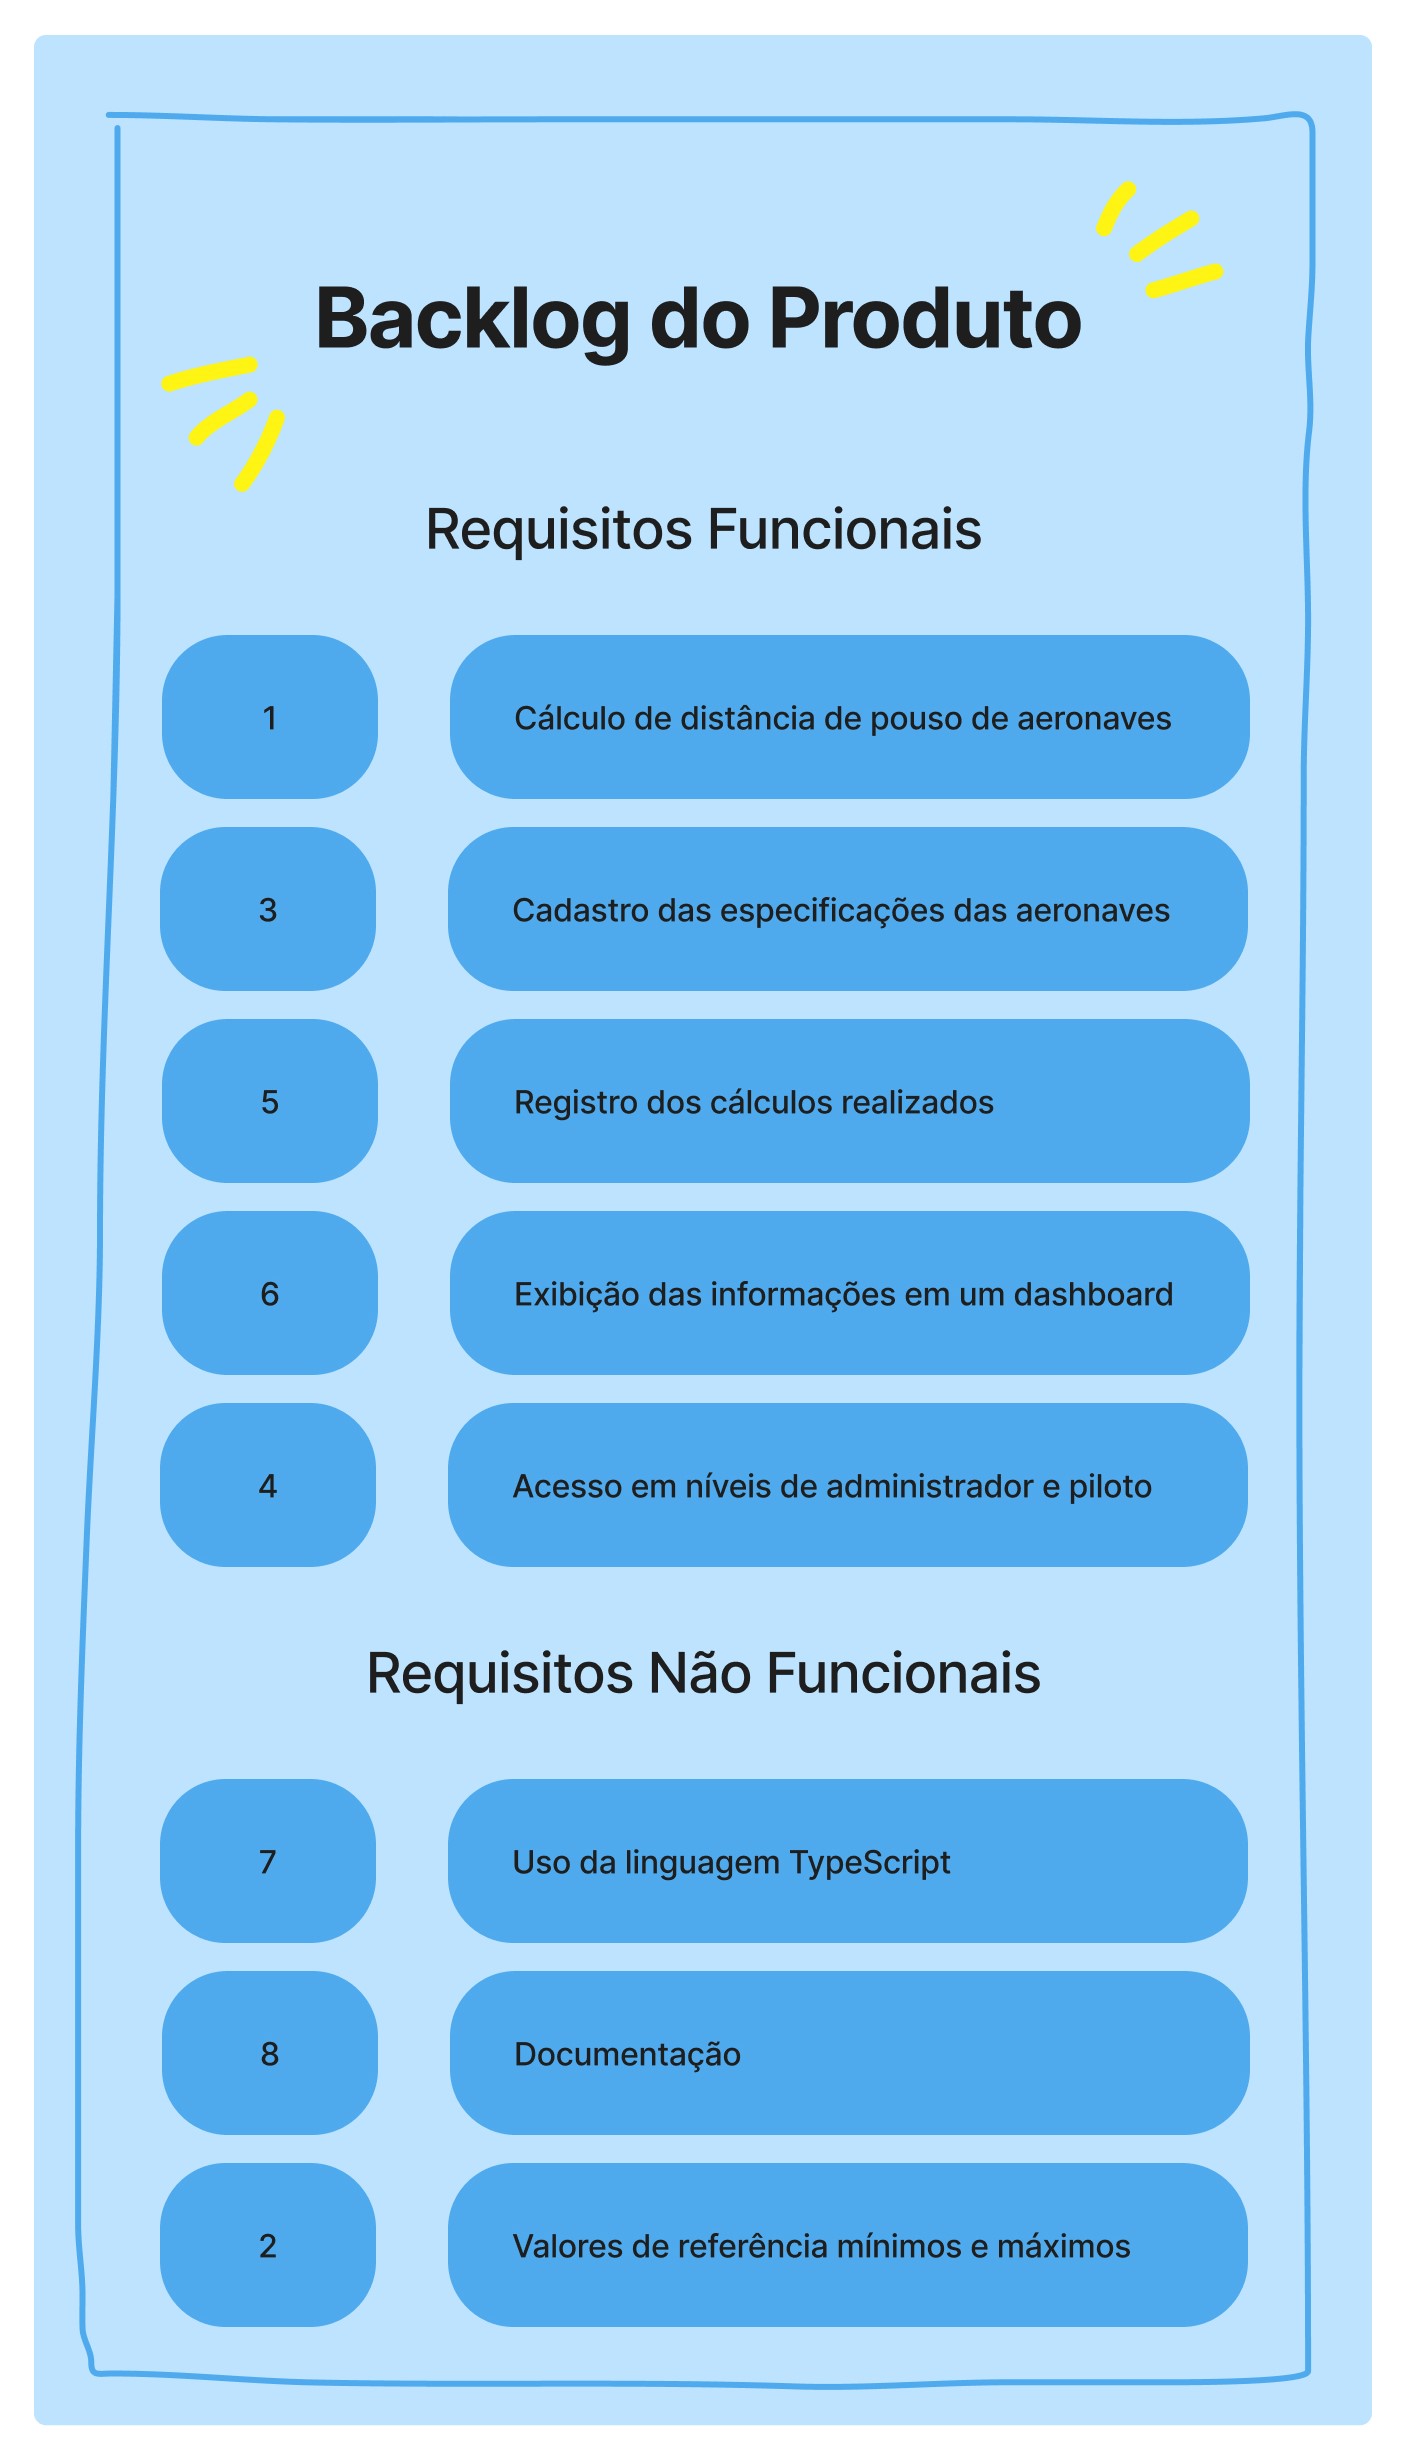 Backlog do Produto
Requisitos Funcionais
1 Cálculo de distância de pouso de aeronaves
3 Cadastro das especificações das aeronaves
5 Registro dos cálculos realizados
6 Exibição das informações em um dashboard
4 Acesso em níveis de administrador e piloto
Requisitos Não Funcionais
7 Uso da linguagem TypeScript
8 Documentação
2 Valores de referência mínimos e máximos